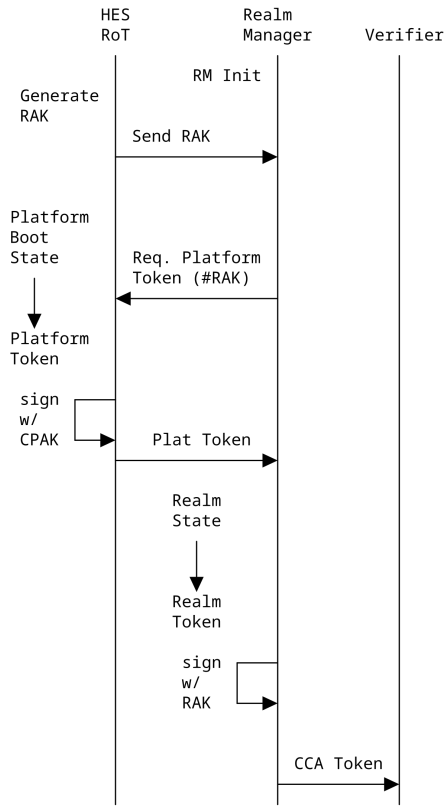 HES
RoT
Realm
Manager
Verifier
RM Init
Generate
RAK
Send RAK
Platform
Boot
State
Req. Platform
Token (#RAK)
Platform
Token
sign
w/
CPAK
Plat Token
Realm
State
Realm
Token
sign
w/
RAK
CCA Token